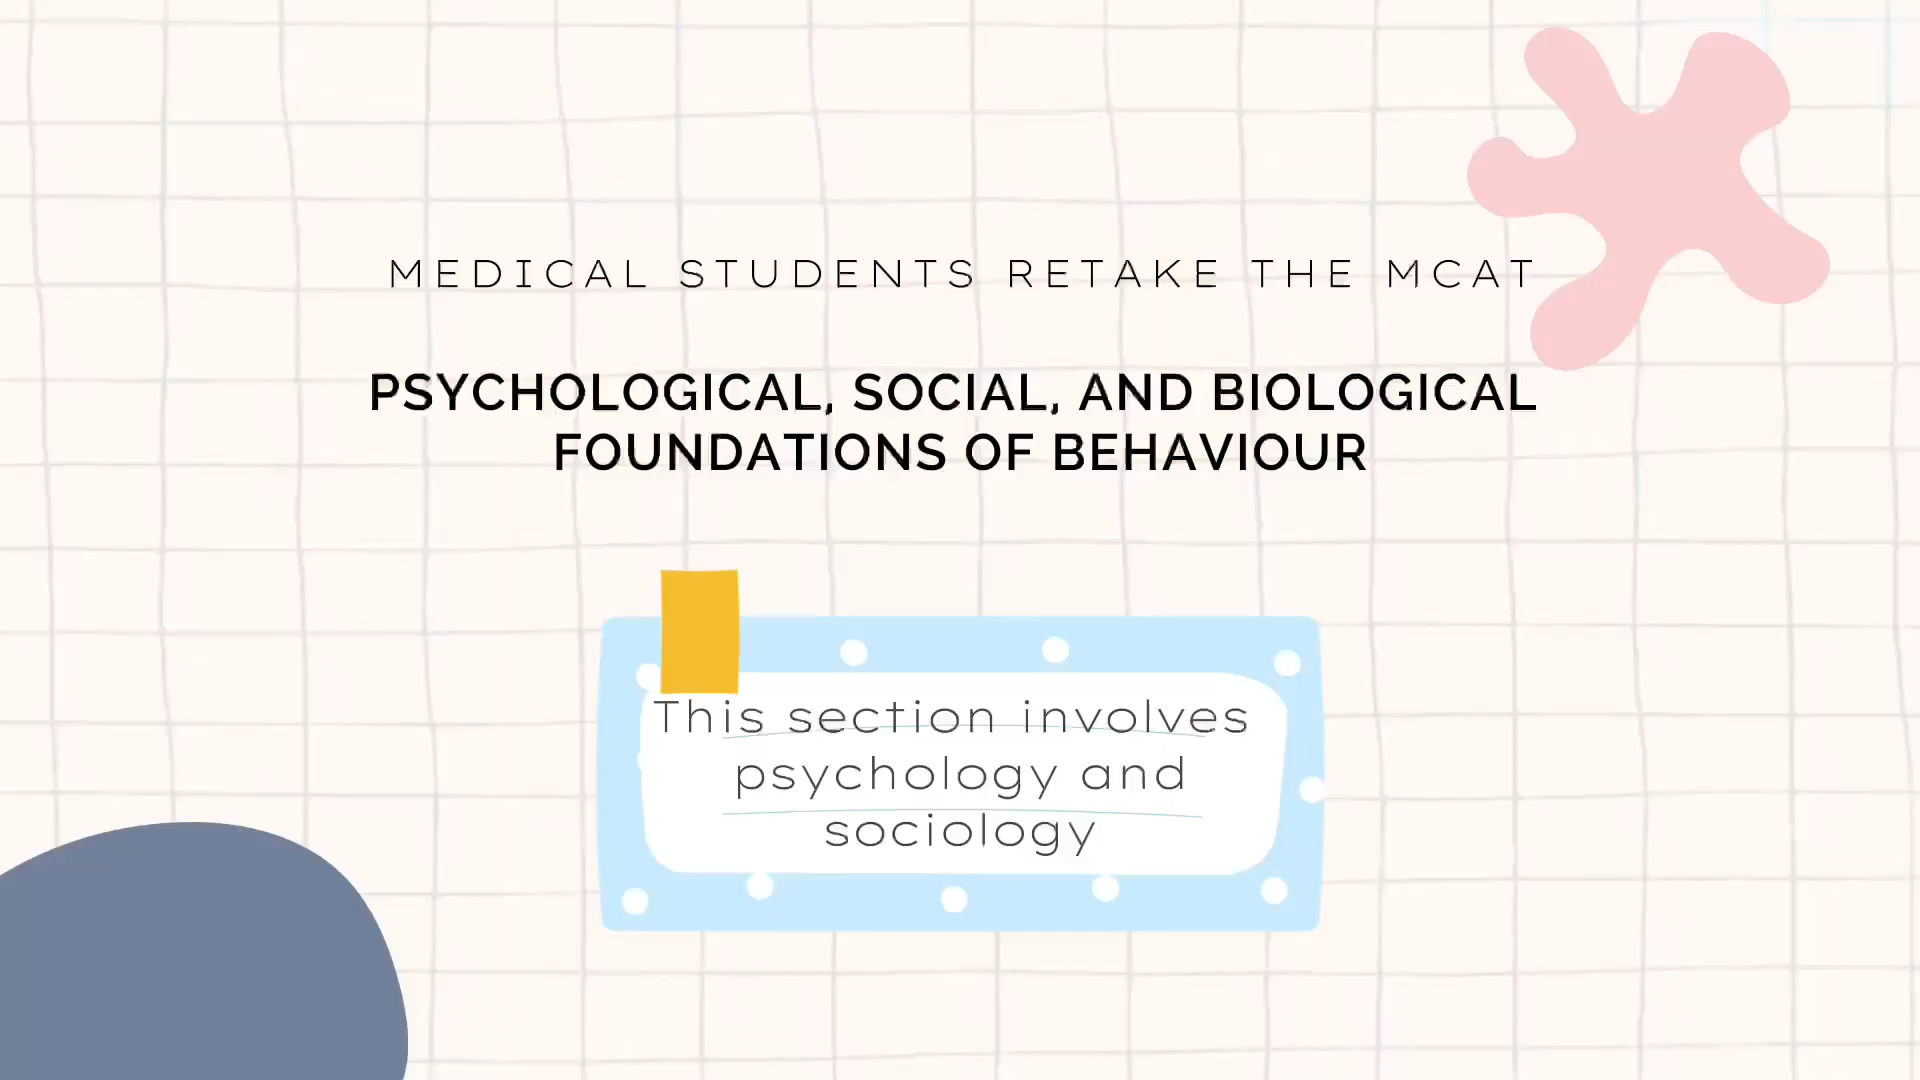 MEDICAL STUDENTS RETAKE THE MCAT
PSYCHOLOGICAL, SOCIAL, AND BIOLOGICAL
FOUNDATIONS OF BEHAVIOUR
This section involves
psychology and
sociology